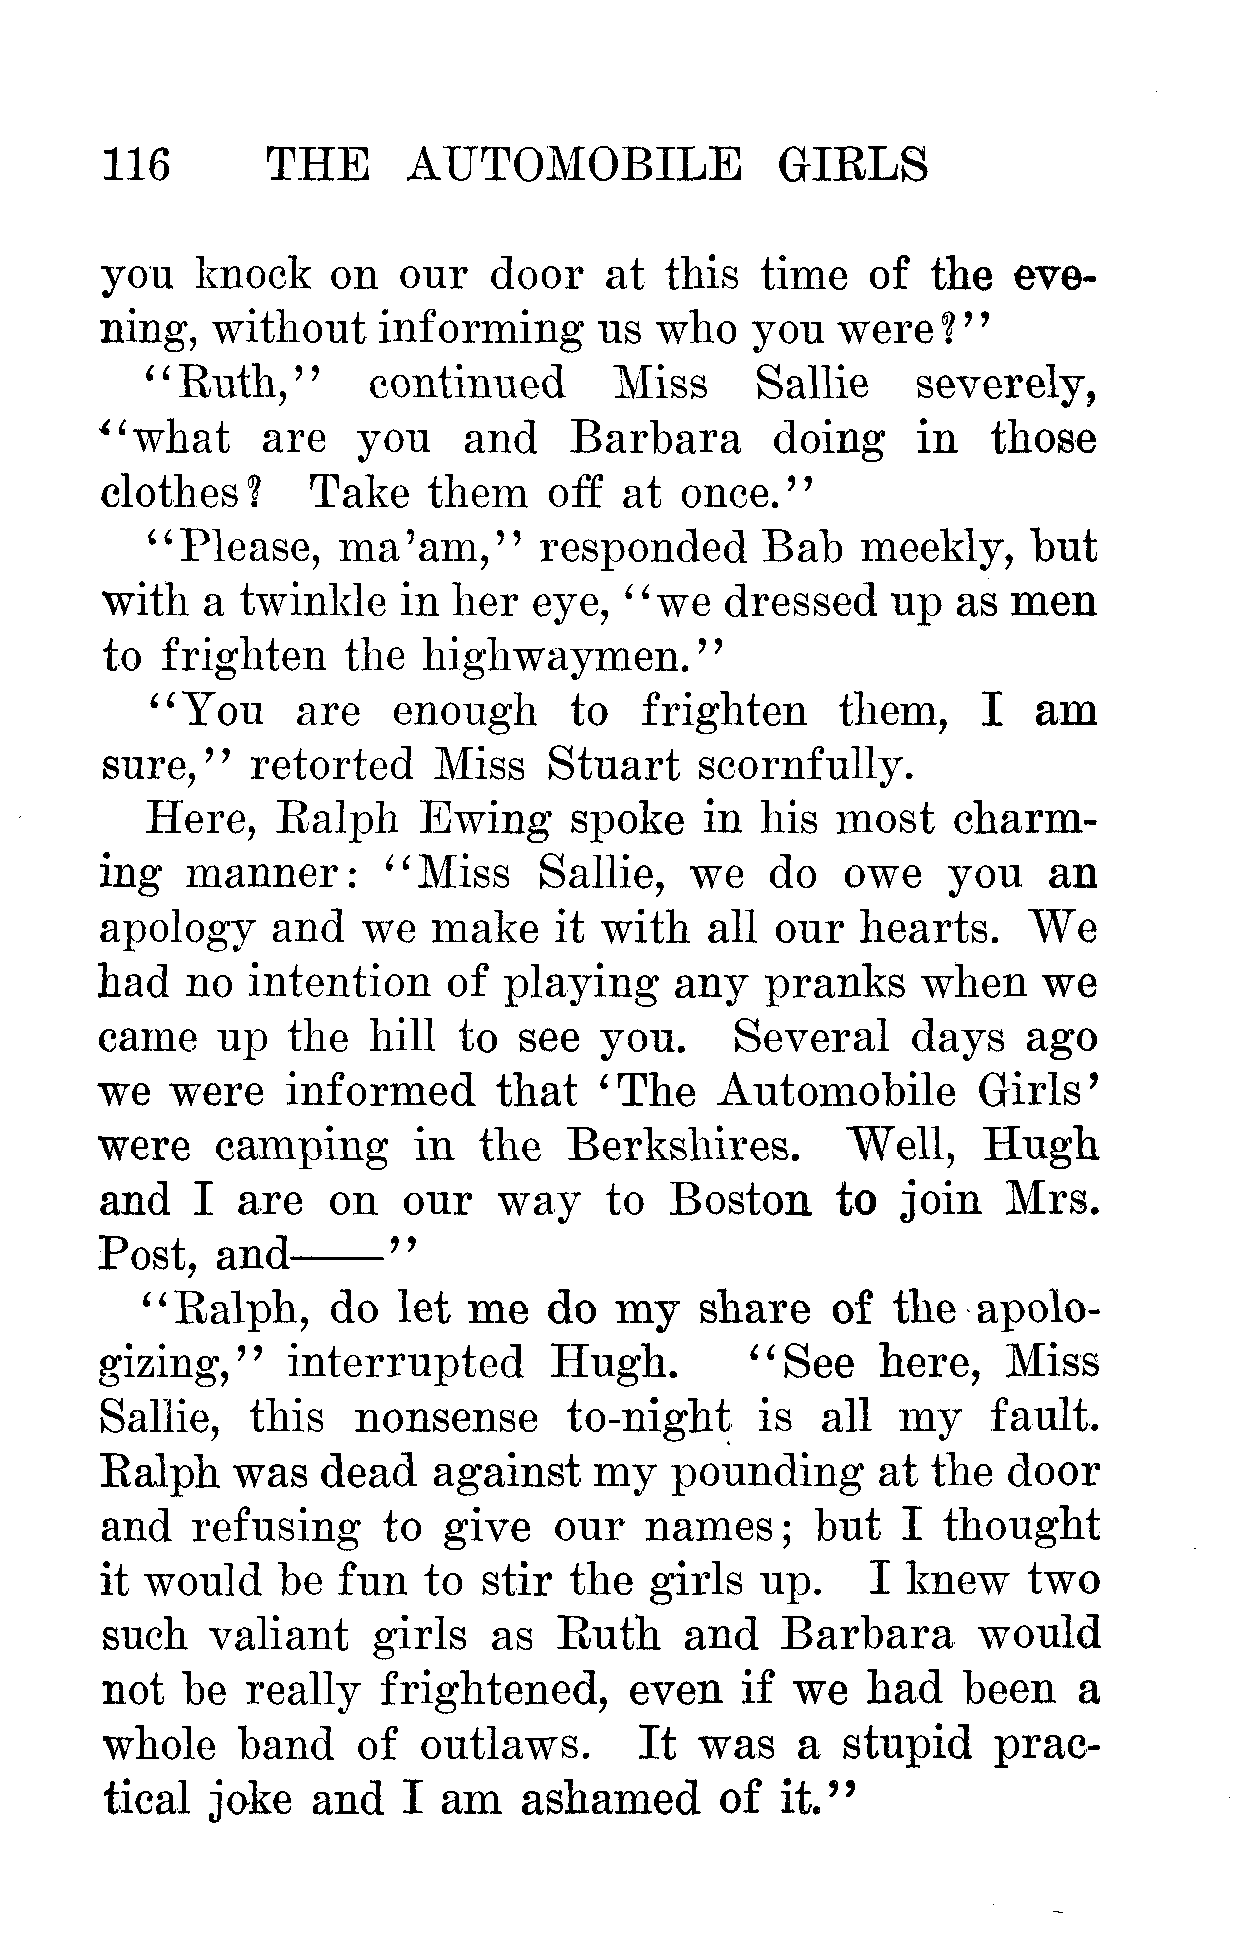 116 THE AUTOMOBILE GIRLS
you knock on our door at this time of the eve-
ning, without informing us who you were?''
''Ruth,'' continued Miss Sallie severely,
''what are you and Barbara doing in those
clothes? Take them off at once.''
''Please, ma'am,'' responded Bab meekly, but
with a twinkle in her eye, ''we dressed up as men
to frighten the highwaymen.''
''You are enough to frighten them, I am
sure,'' retorted Miss Stuart scornfully.
Here, Ralph Ewing spoke in his most charm-
ing manner: ''Miss Sallie, we do owe you an
apology and we make it with all our hearts. We
had no intention of playing any pranks when we
came up the hill to see you. Several days ago
we were informed that 'The Automobile Girls'
were camping in the Berkshires. Well, Hugh
and I are on our way to Boston to join Mrs.
Post, and——''
''Ralph, do let me do my share of the apolo-
gizing,'' interrupted Hugh. ''See here, Miss
Sallie, this nonsense to-night is all my fault.
Ralph was dead against my pounding at the door
and refusing to give our names; but I thought
it would be fun to stir the girls up. I knew two
such valiant girls as Ruth and Barbara would
not be really frightened, even if we had been a
whole band of outlaws. It was a stupid prac-
tical joke and I am ashamed of it.''